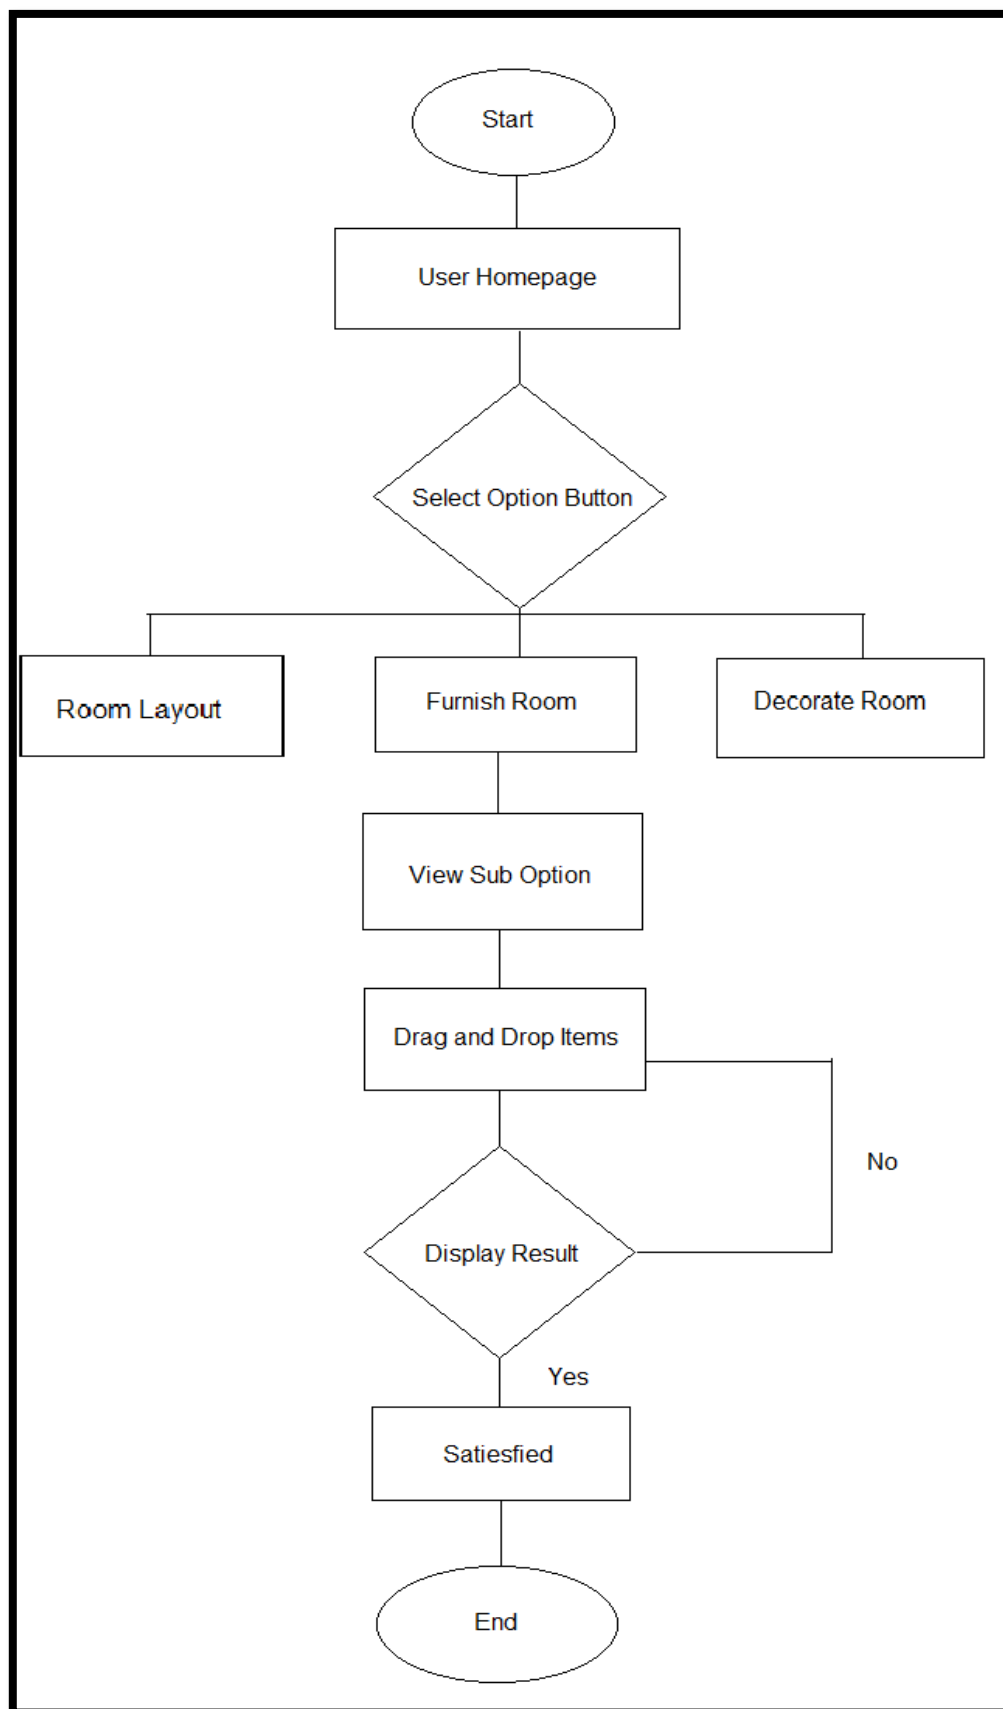 Start
User Homepage
Select Option Button
Room Layout
Furnish Room
Decorate Room
View Sub Option
Drag and Drop Items
No
Display Result
Yes
Satiesfied
End